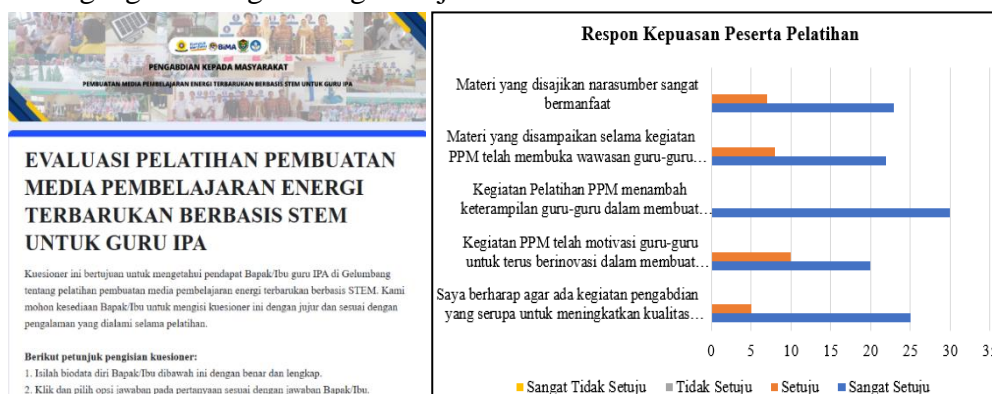 BIMA
PENGABDIAN KEPADA MASYARAKAT
PEMBUATAN MEDIA PEMBELAJARAN ENERGI TERBARUKAN BERBASIS STEM UNTUK GURU IPA
EVALUASI PELATIHAN PEMBUATAN
MEDIA PEMBELAJARAN ENERGI
TERBARUKAN BERBASIS STEM
UNTUK GURU IPA
Kuesioner ini bertujuan untuk mengetahui pendapat Bapak/Ibu guru IPA di Gelumbang
tentang pelatihan pembuatan media pembelajaran energi terbarukan berbasis STEM. Kami
mohon kesediaan Bapak/Ibu untuk mengisi kuesioner ini dengan jujur dan sesuai dengan
pengalaman yang dialami selama pelatihan.
Berikut petunjuk pengisian kuesioner:
1. Isilah biodata diri Bapak/Ibu dibawah ini dengan benar dan lengkap.
2. Klik dan pilih opsi jawaban pada pertanyaan sesuai dengan jawaban Bapak/Ibu.
Respon Kepuasan Peserta Pelatihan
Materi yang disajikan narasumber sangat
bermanfaat
Materi yang disampaikan selama kegiatan
PPM telah membuka wawasan guru-guru...
Kegiatan Pelatihan PPM menambah
keterampilan guru-guru dalam membuat...
Kegiatan PPM telah motivasi guru-guru
untuk terus berinovasi dalam membuat...
Saya berharap agar ada kegiatan pengabdian
yang serupa untuk meningkatkan kualitas...
0 5 10 15 20 25 30 35
Sangat Tidak Setuju Tidak Setuju Setuju Sangat Setuju